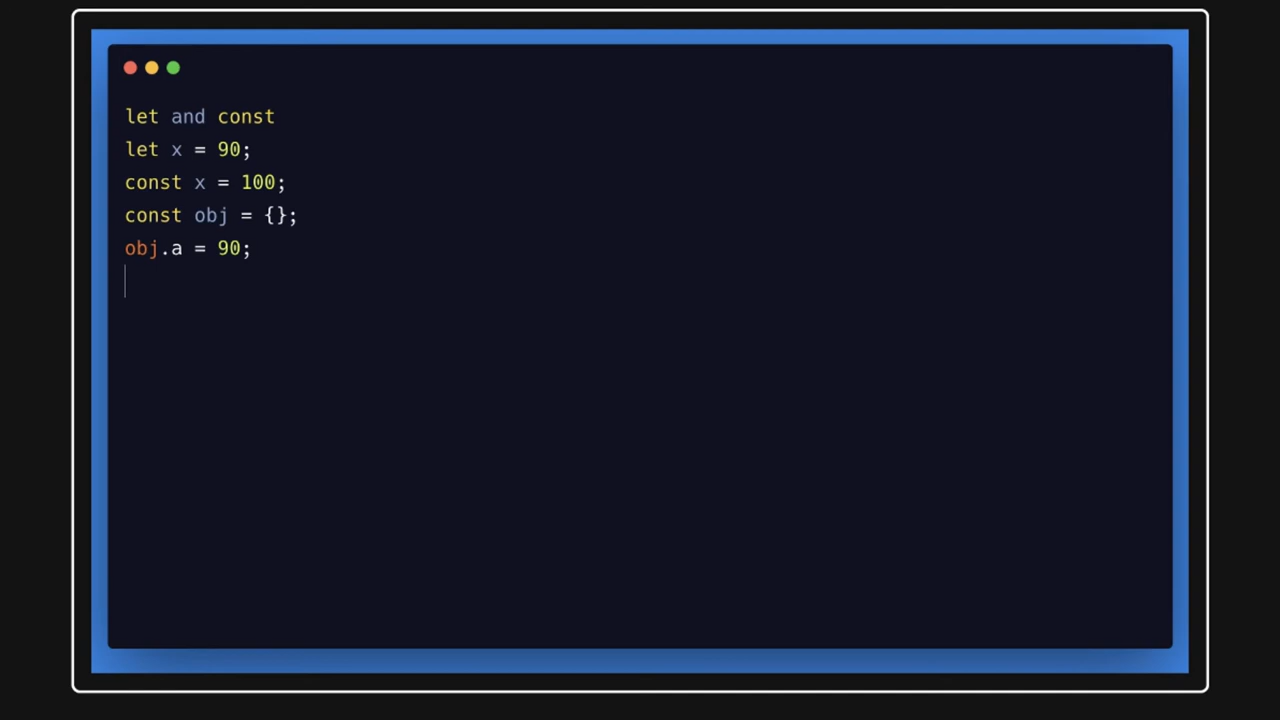 let and const
let x = 90;
const x = 100;
const obj = {};
obj.a = 90;